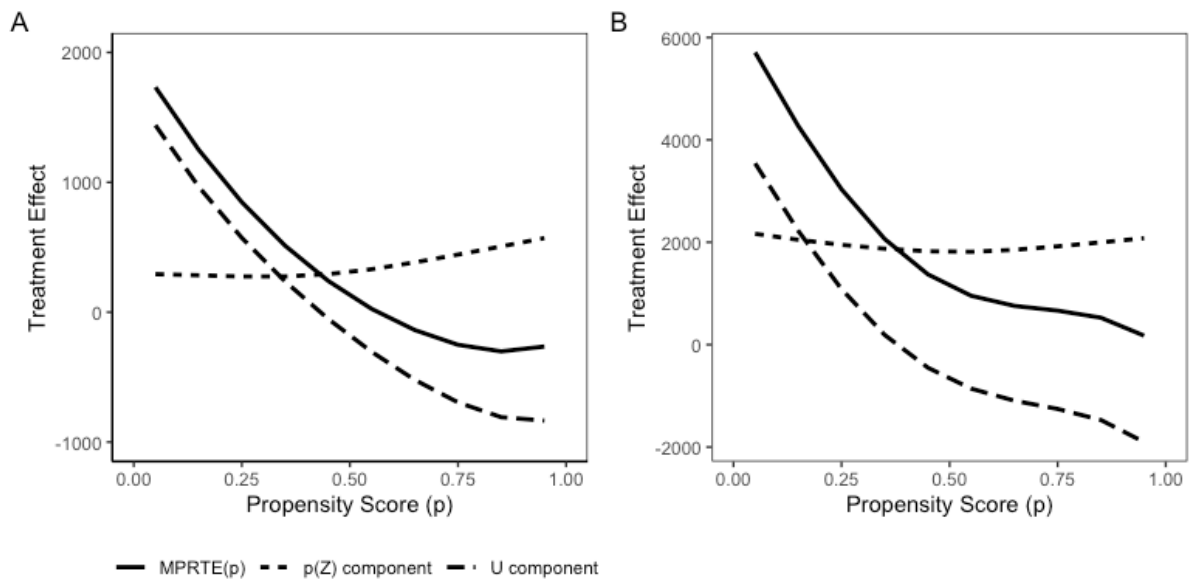 A
2000
1000
0
-1000
Treatment Effect
0.00 0.25 0.50 0.75 1.00
Propensity Score (p)
B
6000
4000
2000
0
-2000
Treatment Effect
0.00 0.25 0.50 0.75 1.00
Propensity Score (p)
MPRTE(p) p(Z) component U component